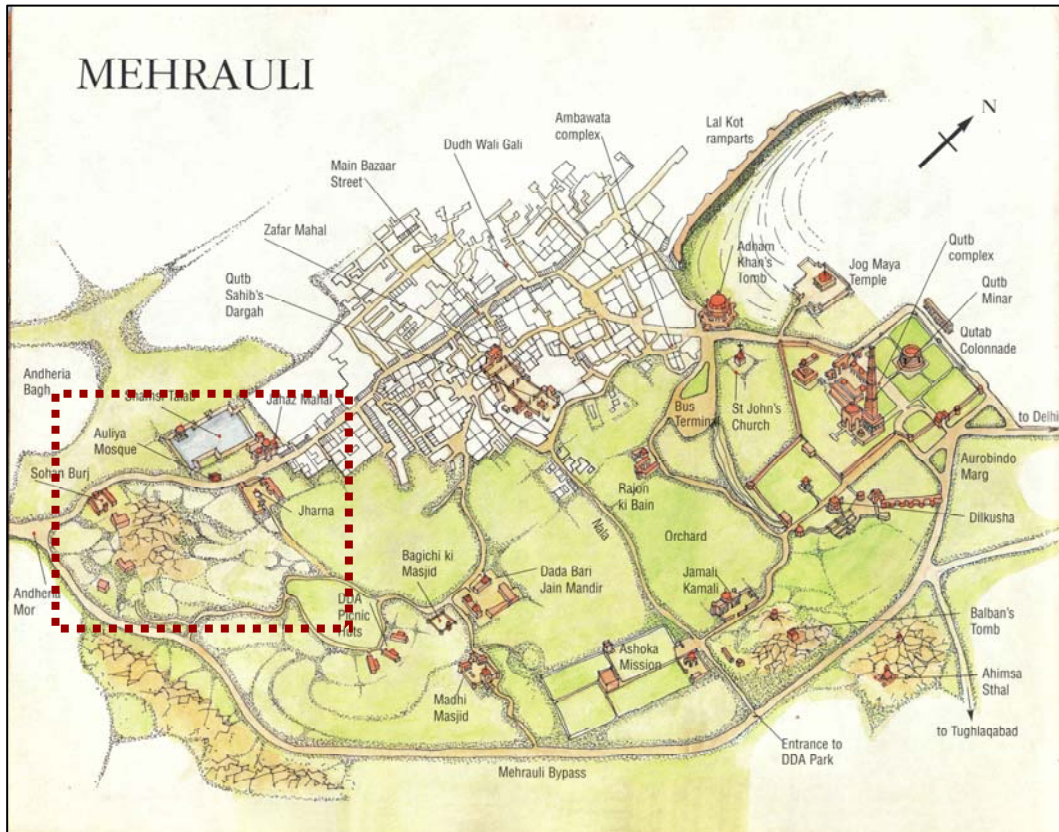 MEHRAULI
N
Ambawata
complex
Lal Kot
ramparts
Dudh Wali Gali
Main Bazaar
Street
Zafar Mahal
Qutb
Sahib's
Dargah
Adham
Khan's
Tomb
Jog Maya
Temple
Qutb
complex
Qutb
Minar
Qutab
Colonnade
to Delhi
Andheria
Bagh
Shamsi Talab
Jahaz Mahal
Auliya
Mosque
Sohan Burj
Jharna
Andheria
Mor
Bus
Terminal
St John's
Church
Aurobindo
Marg
Rajon
ki Bain
Dilkusha
Nala
Orchard
Bagichi ki
Masjid
Dada Bari
Jain Mandir
Jamali
Kamali
DDA
Picnic
Huts
Balban's
Tomb
Ashoka
Mission
Madhi
Masjid
Ahimsa
Sthal
to Tughlaqabad
Entrance to
DDA Park
Mehrauli Bypass